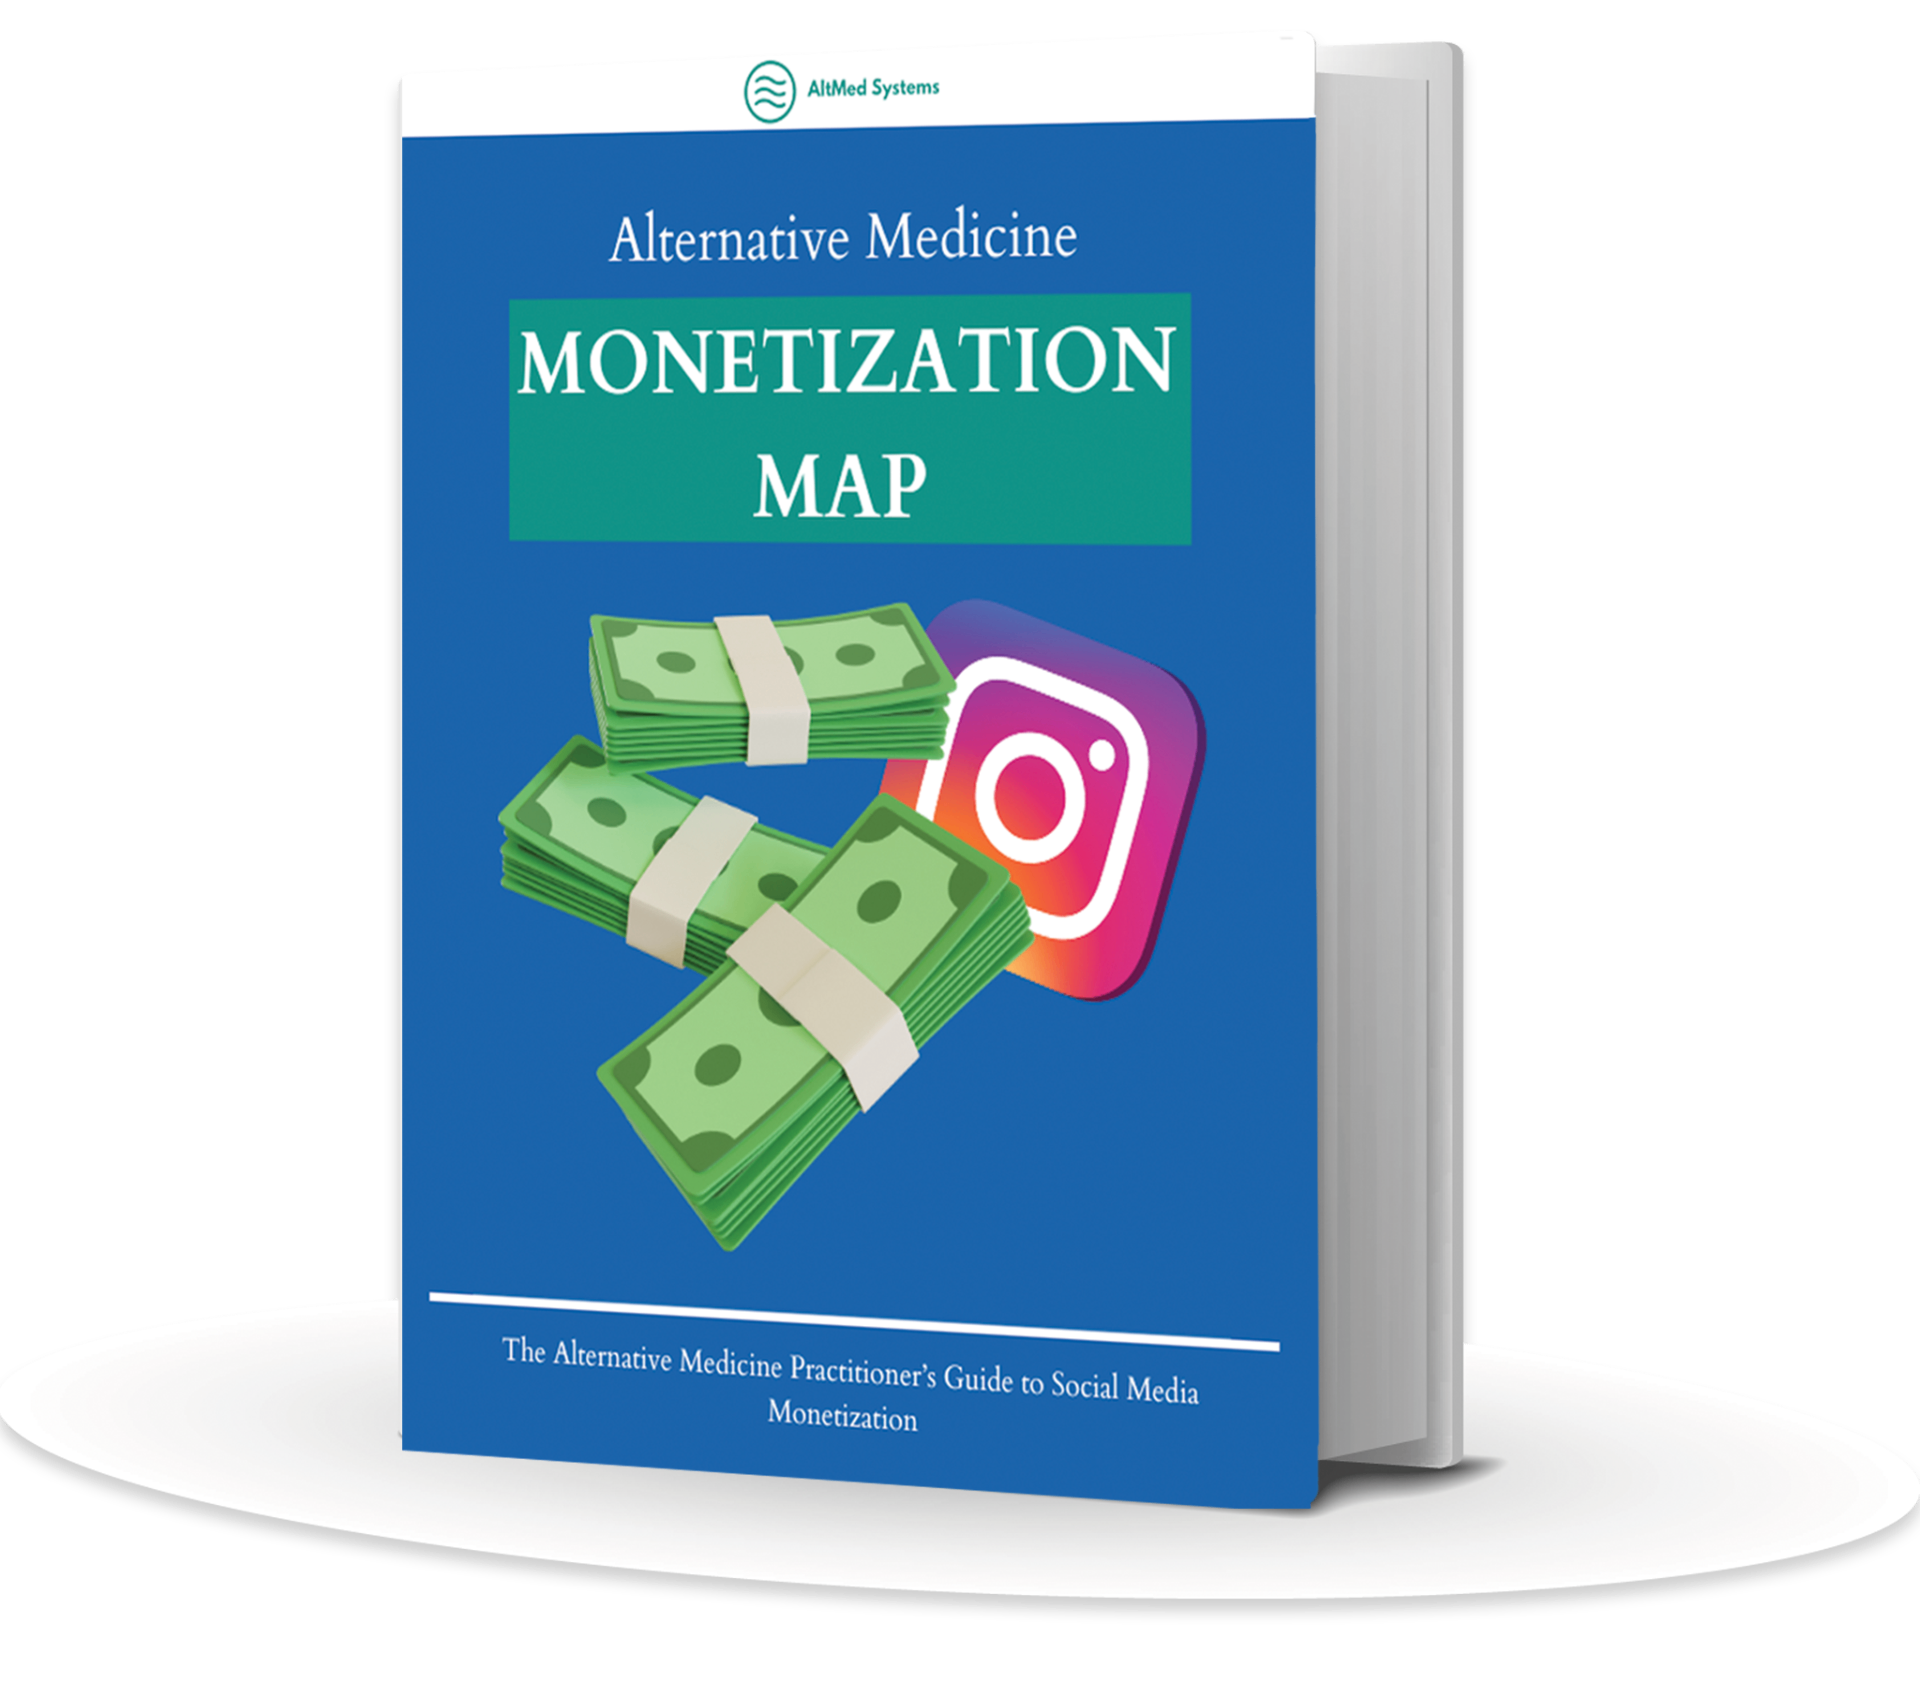 AltMed Systems
Alternative Medicine
MONETIZATION
MAP
The Alternative Medicine Practitioner's Guide to Social Media
Monetization